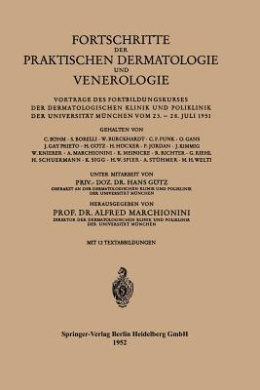 FORTSCHRITTE
DER
PRAKTISCHEN DERMATOLOGIE
UND
VENEROLOGIE
VORTRÄGE DES FORTBILDUNGSKURSES
DER DERMATOLOGISCHEN KLINIK UND POLIKLINIK
DER UNIVERSITÄT MÜNCHEN VOM 23. – 28. JULI 1951
GEHALTEN VON
C. BÖHM · S. BORELLI · W. BURCKHARDT · C. F. FUNK · O. GANS
J. GAY PRIETO · H. GÖTZ · H. HÖCKER · P. JORDAN · J. KIMMIG
W. KNIERER · A. MARCHIONINI · K. MEINICKE · R. RICHTER · G. RIEHL
H. SCHUERMANN · K. SIGG · H.W. SPIER · A. STÜHMER · M.H. WELTI
UNTER MITARBEIT VON
PRIV.- DOZ. DR. HANS GÖTZ
OBERARZT AN DER DERMATOLOGISCHEN KLINIK UND POLIKLINIK
DER UNIVERSITÄT MÜNCHEN
HERAUSGEGEBEN VON
PROF. DR. ALFRED MARCHIONINI
DIREKTOR DER DERMATOLOGISCHEN KLINIK UND POLIKLINIK
DER UNIVERSITÄT MÜNCHEN
MIT 15 TEXTABBILDUNGEN
Springer-Verlag Berlin Heidelberg GmbH
1952